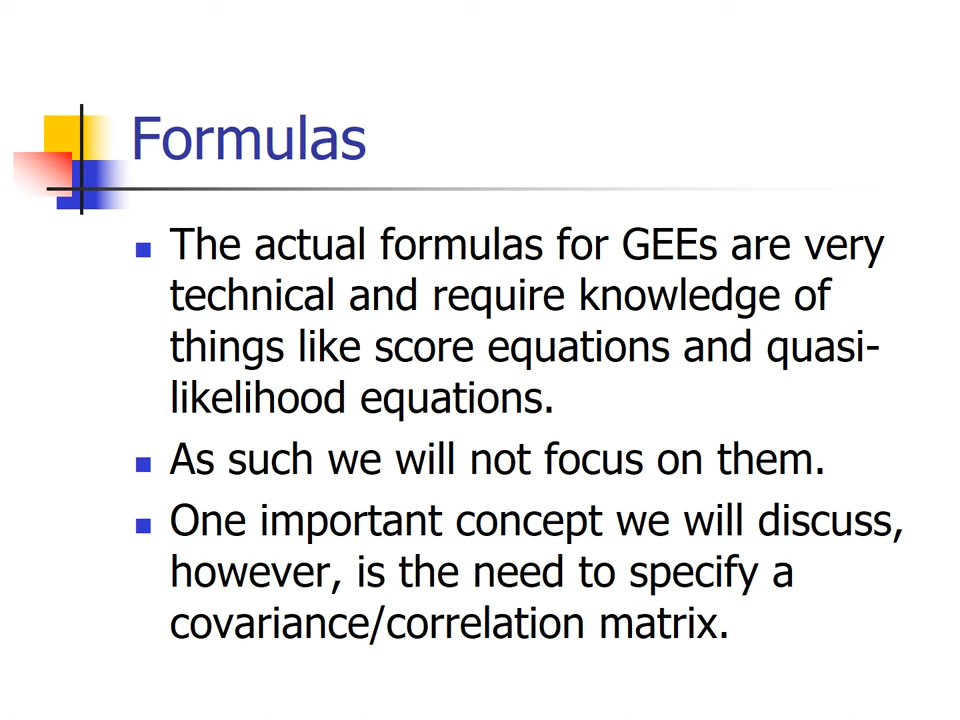 Formulas
The actual formulas for GEEs are very
technical and require knowledge of
things like score equations and quasi-
likelihood equations.
As such we will not focus on them.
One important concept we will discuss,
however, is the need to specify a
covariance/correlation matrix.